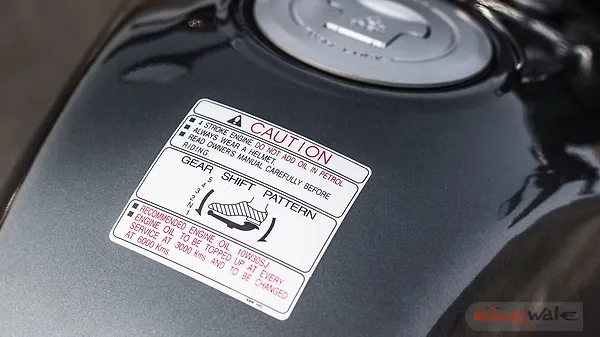 CAUTION
■ 4 STROKE ENGINE DO NOT ADD OIL IN PETROL
■ ALWAYS WEAR A HELMET.
■ READ OWNER'S MANUAL CAREFULLY BEFORE
RIDING
GEAR SHIFT PATTERN
5
4
3
2
N
1
■ RECOMMENDED ENGINE OIL 10W30SJ
■ ENGINE OIL TO BE TOPPED UP AT EVERY
SERVICE AT 3000 Kms AND TO BE CHANGED
AT 6000 Kms.
wale